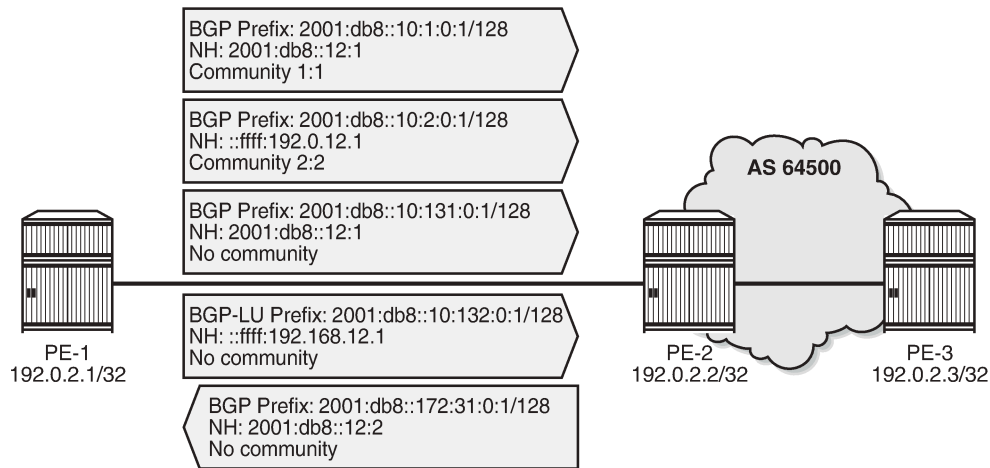 BGP Prefix: 2001:db8::10:1:0:1/128
NH: 2001:db8::12:1
Community 1:1
BGP Prefix: 2001:db8::10:2:0:1/128
NH: ::ffff:192.0.12.1
Community 2:2
BGP Prefix: 2001:db8::10:131:0:1/128
NH: 2001:db8::12:1
No community
AS 64500
BGP-LU Prefix: 2001:db8::10:132:0:1/128
NH: ::ffff:192.168.12.1
No community
BGP Prefix: 2001:db8::172:31:0:1/128
NH: 2001:db8::12:2
No community
PE-1
192.0.2.1/32
PE-2
192.0.2.2/32
PE-3
192.0.2.3/32